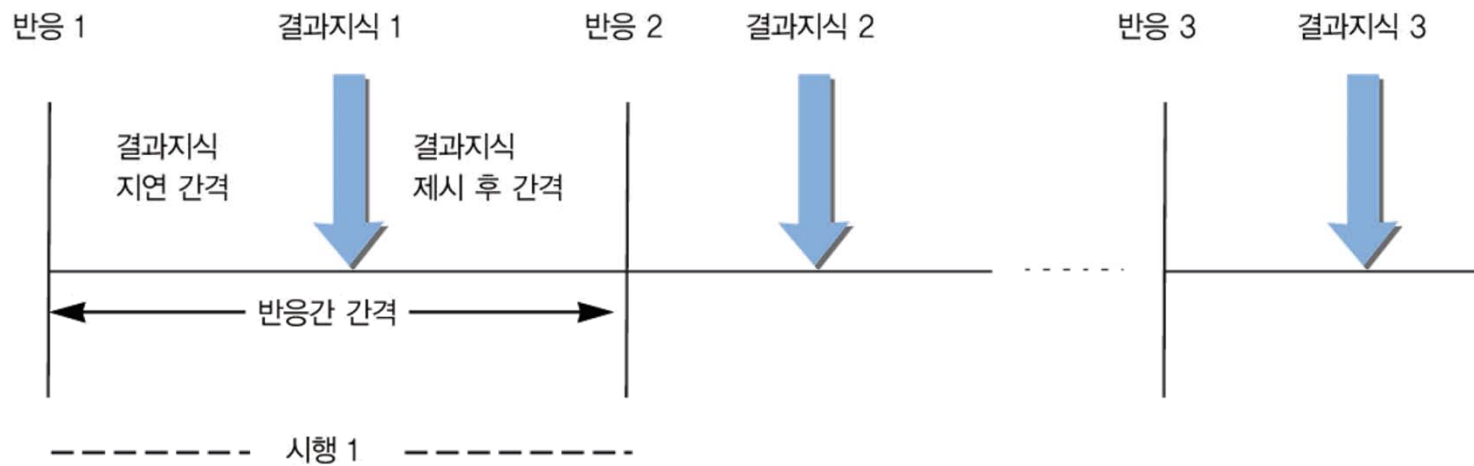 반응 1 결과지식 1 반응 2 결과지식 2 반응 3 결과지식 3
결과지식
지연 간격
결과지식
제시 후 간격
반응간 간격
시행 1